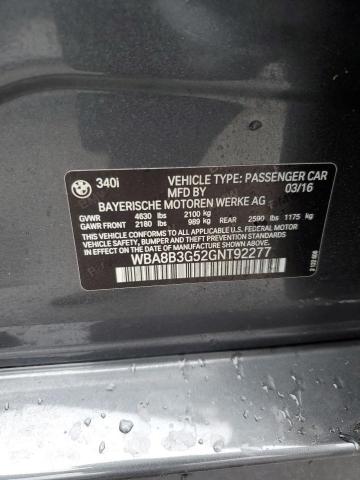 340i VEHICLE TYPE: PASSENGER CAR
MFD BY 03/16
BAYERISCHE MOTOREN WERKE AG
GVWR 4630 lbs 2100 kg
GAWR FRONT 2180 lbs 989 kg REAR 2590 lbs 1175 kg
THIS VEHICLE CONFORMS TO ALL APPLICABLE U.S. FEDERAL MOTOR
VEHICLE SAFETY, BUMPER, AND THEFT PREVENTION STANDARDS
IN EFFECT ON THE DATE OF MANUFACTURE SHOWN ABOVE.
WBA8B3G52GNT92277